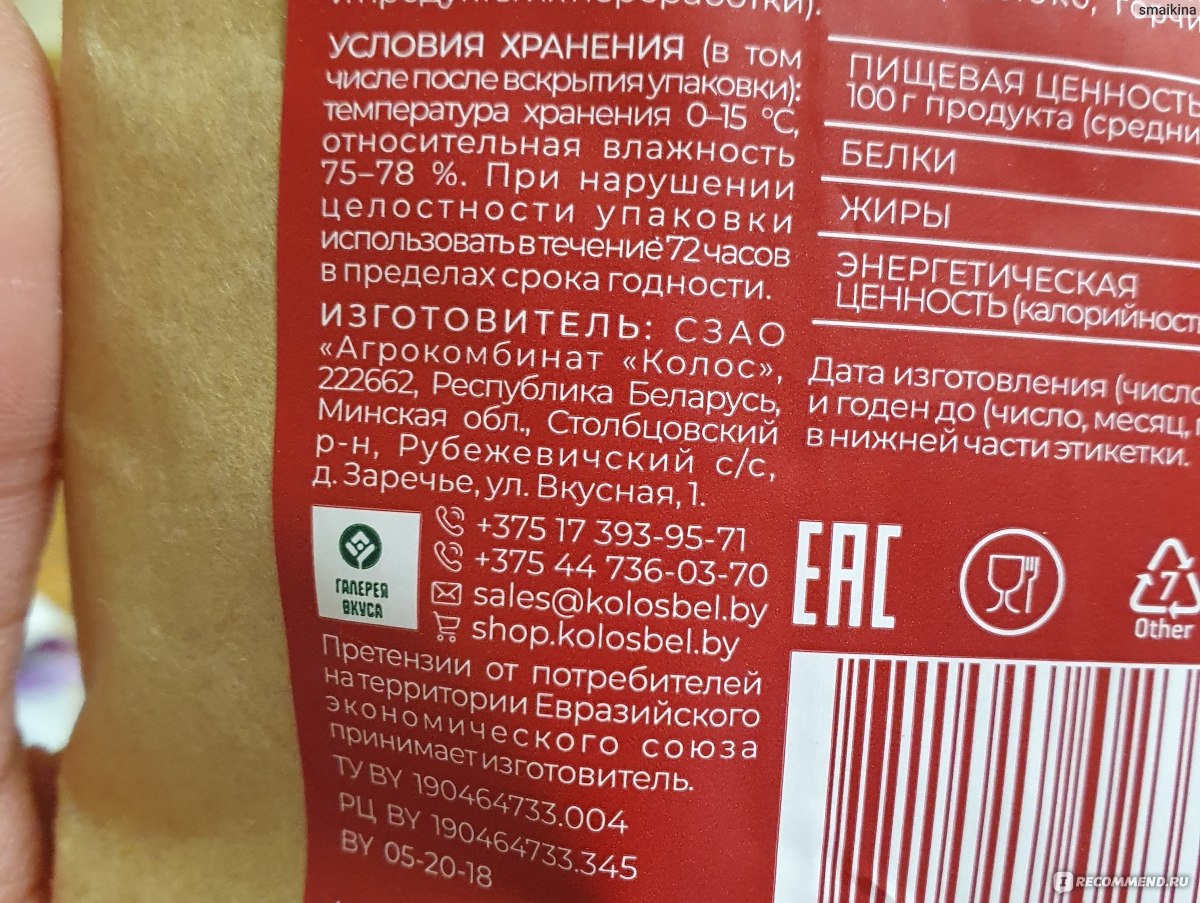 smaikina
УСЛОВИЯ ХРАНЕНИЯ (в том
числе после вскрытия упаковки):
температура хранения 0–15 °С,
относительная влажность
75–78 %. При нарушении
целостности упаковки
использовать в течение 72 часов
в пределах срока годности.
ИЗГОТОВИТЕЛЬ: СЗАО
«Агрокомбинат «Колос»,
222662, Республика Беларусь,
Минская обл., Столбцовский
р-н, Рубежевичский с/с,
д. Заречье, ул. Вкусная, 1.
+375 17 393-95-71
+375 44 736-03-70
sales@kolosbel.by
shop.kolosbel.by
ГАЛЕРЕЯ
ВКУСА
Претензии от потребителей
на территории Евразийского
экономического союза
принимает изготовитель.
ТУ BY 190464733.004
РЦ BY 190464733.345
BY 05-20-18
ПИЩЕВАЯ ЦЕННОСТЬ
100 г продукта (средни
БЕЛКИ
ЖИРЫ
ЭНЕРГЕТИЧЕСКАЯ
ЦЕННОСТЬ (калорийност
Дата изготовления (число
и годен до (число, месяц,
в нижней части этикетки.
ЕАС
7
Other
IRECOMMEND.RU